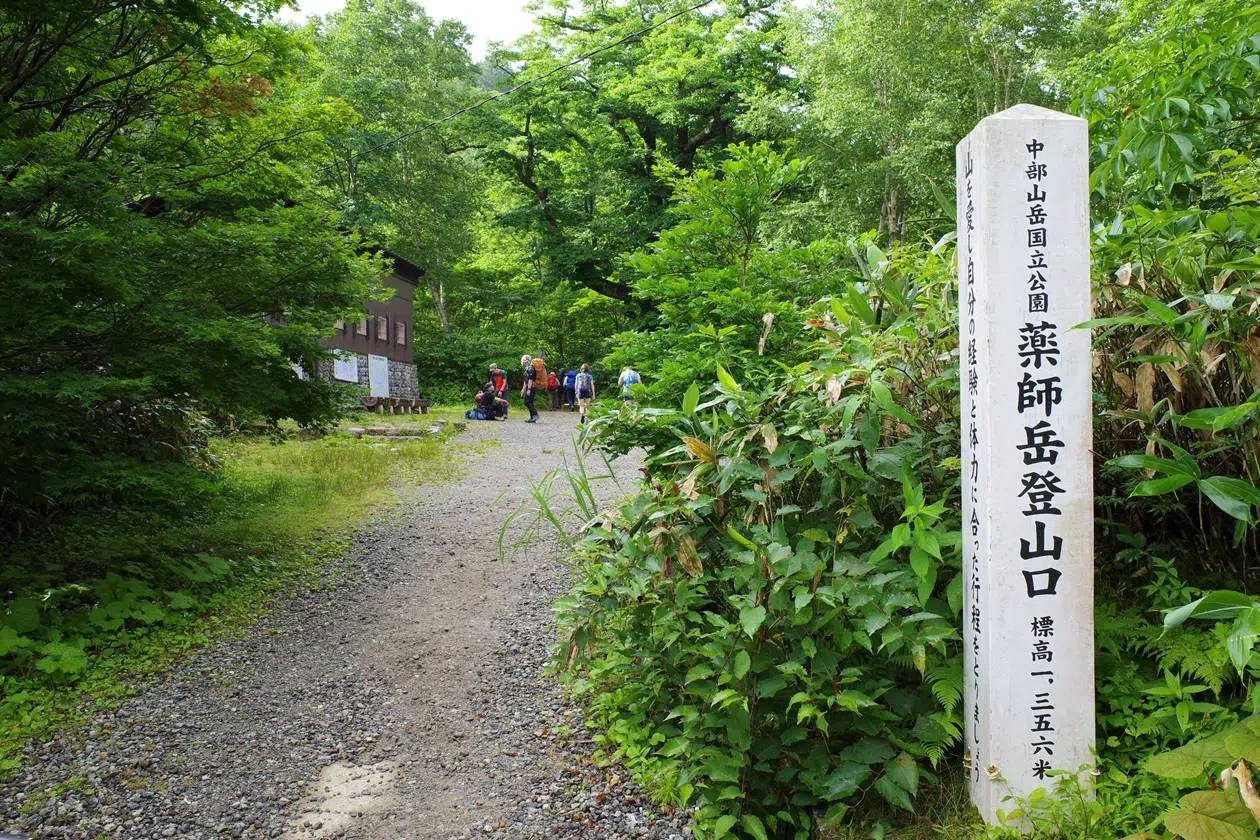 中部山岳国立公園 薬師岳登山口 標高一、三五六米
山を愛し自分の経験と体力に合った行程をとりましょう